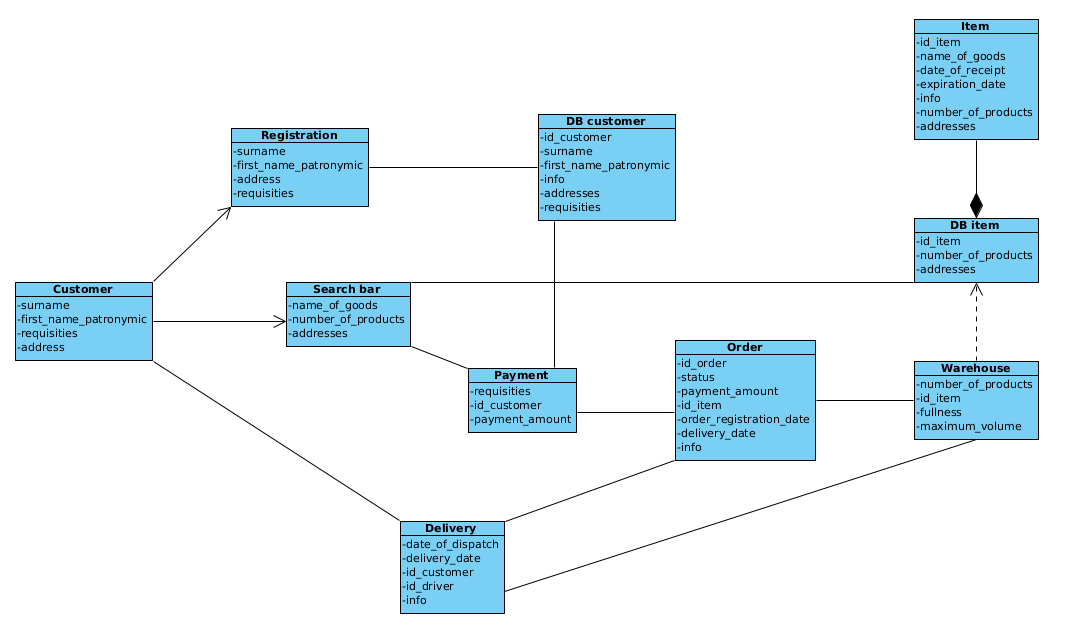 Item
-id_item
-name_of_goods
-date_of_receipt
-expiration_date
-info
-number_of_products
-addresses
DB customer
-id_customer
-surname
-first_name_patronymic
-info
-addresses
-requisities
Registration
-surname
-first_name_patronymic
-address
-requisities
DB item
-id_item
-number_of_products
-addresses
Customer
-surname
-first_name_patronymic
-requisities
-address
Search bar
-name_of_goods
-number_of_products
-addresses
Order
-id_order
-status
-payment_amount
-id_item
-order_registration_date
-delivery_date
-info
Payment
-requisities
-id_customer
-payment_amount
Warehouse
-number_of_products
-id_item
-fullness
-maximum_volume
Delivery
-date_of_dispatch
-delivery_date
-id_customer
-id_driver
-info